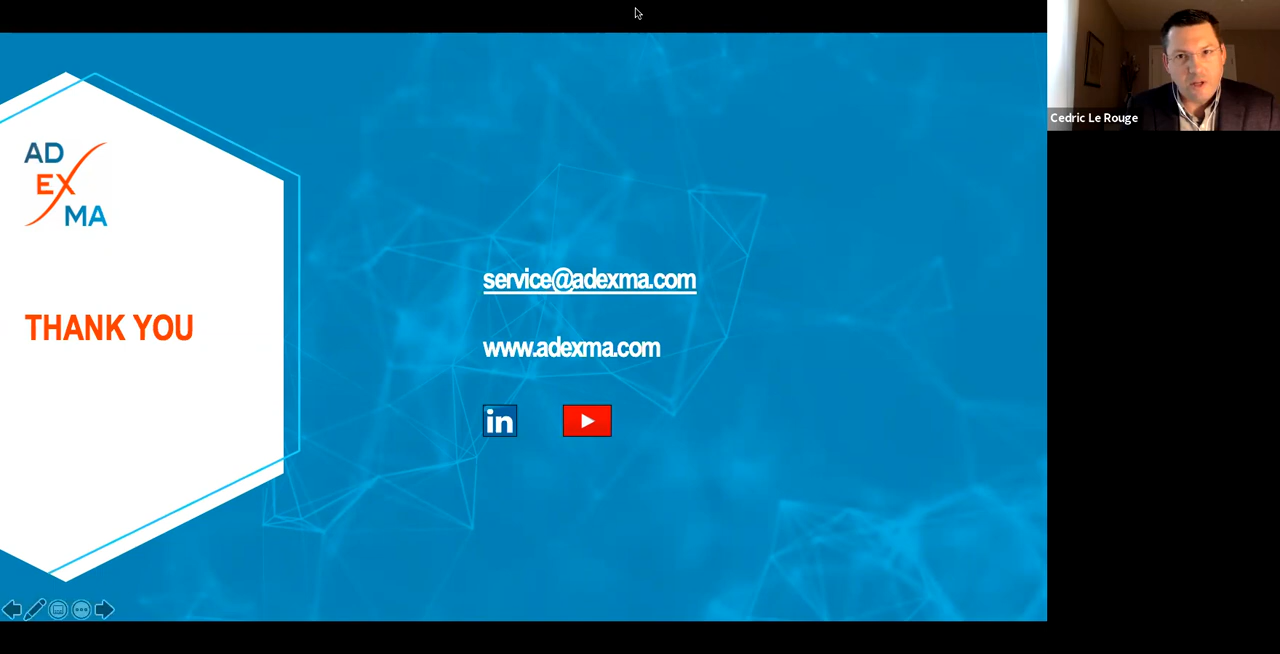 AD
EX
MA
THANK YOU
service@adexma.com
www.adexma.com
in
Cedric Le Rouge